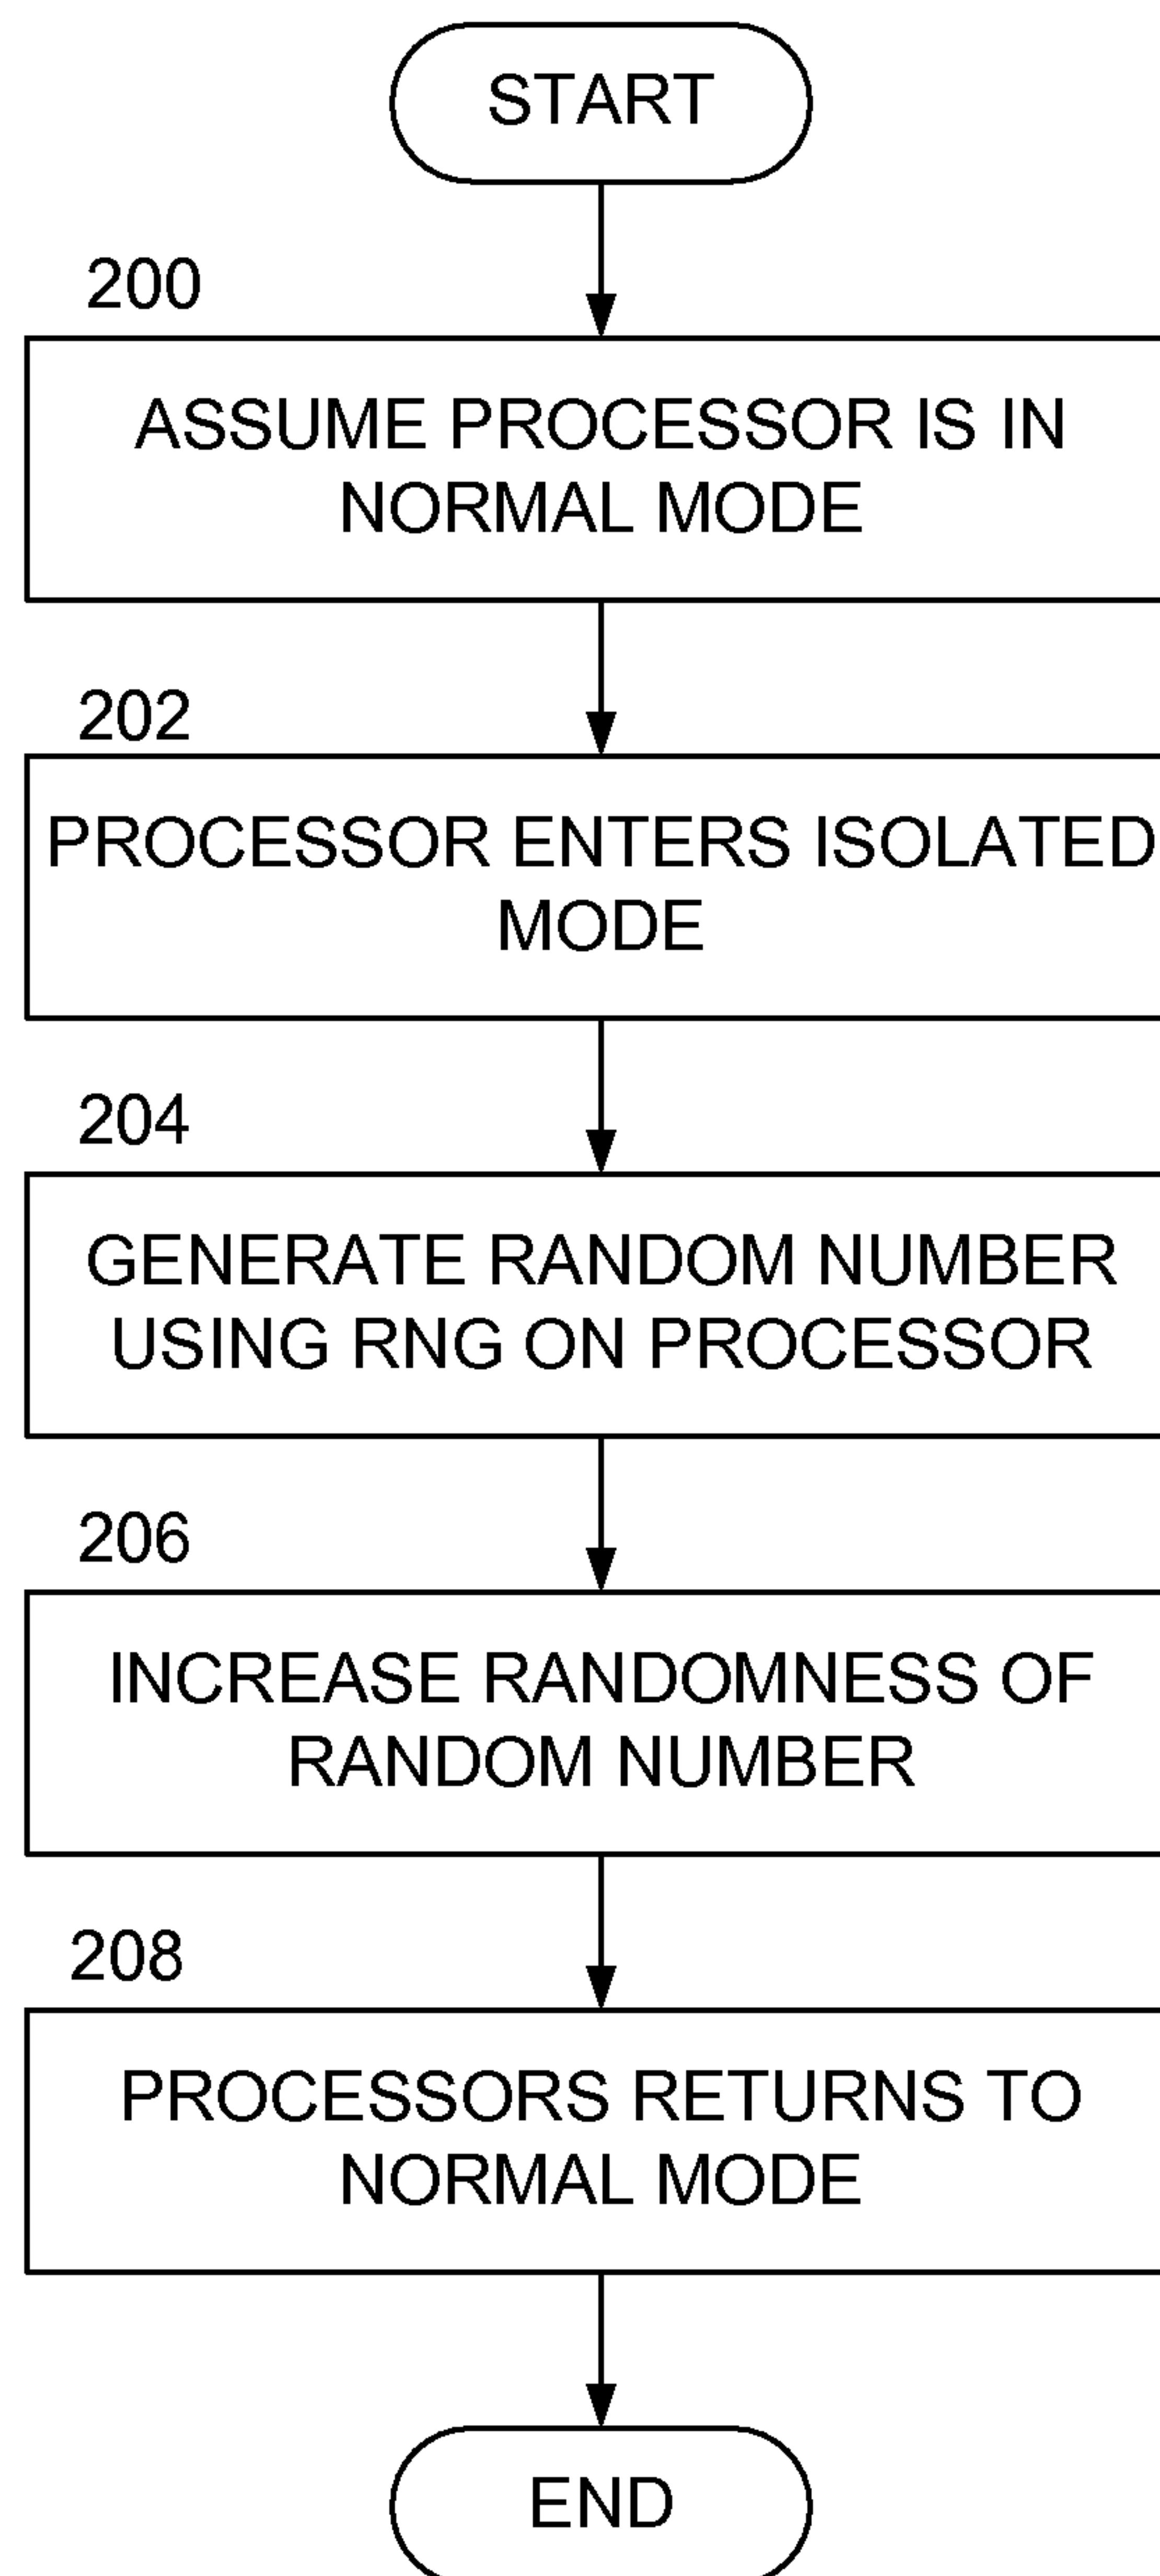 START
200
ASSUME PROCESSOR IS IN
NORMAL MODE
202
PROCESSOR ENTERS ISOLATED
MODE
204
GENERATE RANDOM NUMBER
USING RNG ON PROCESSOR
206
INCREASE RANDOMNESS OF
RANDOM NUMBER
208
PROCESSORS RETURNS TO
NORMAL MODE
END